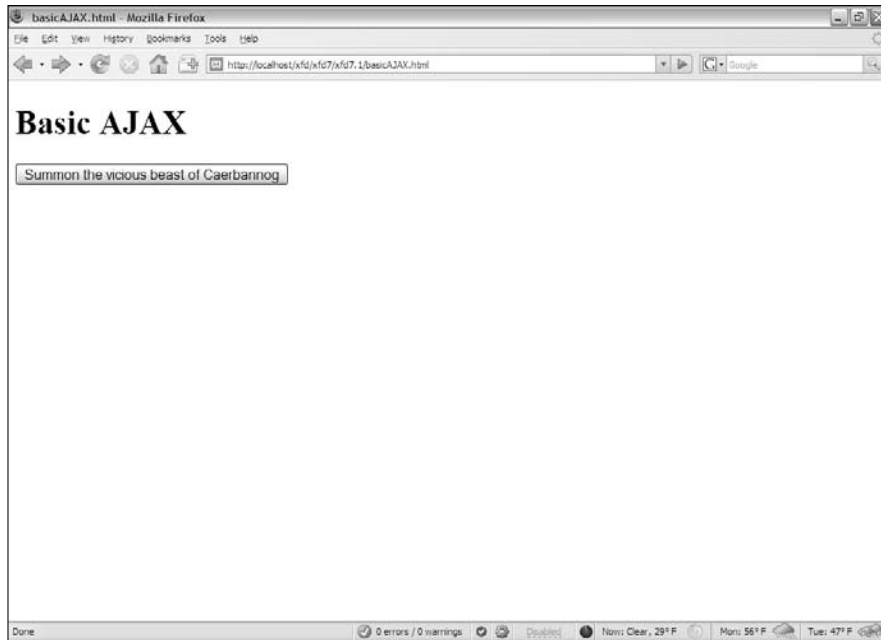 basicAJAX.html - Mozilla Firefox
File Edit View History Bookmarks Tools Help
http://localhost/xfd/xfd7/xfd7.1/basicAJAX.html
G Google
Basic AJAX
Summon the vicious beast of Caerbannog
Done 0 errors / 0 warnings Disabled Now: Clear, 29° F Mon: 56° F Tue: 47° F